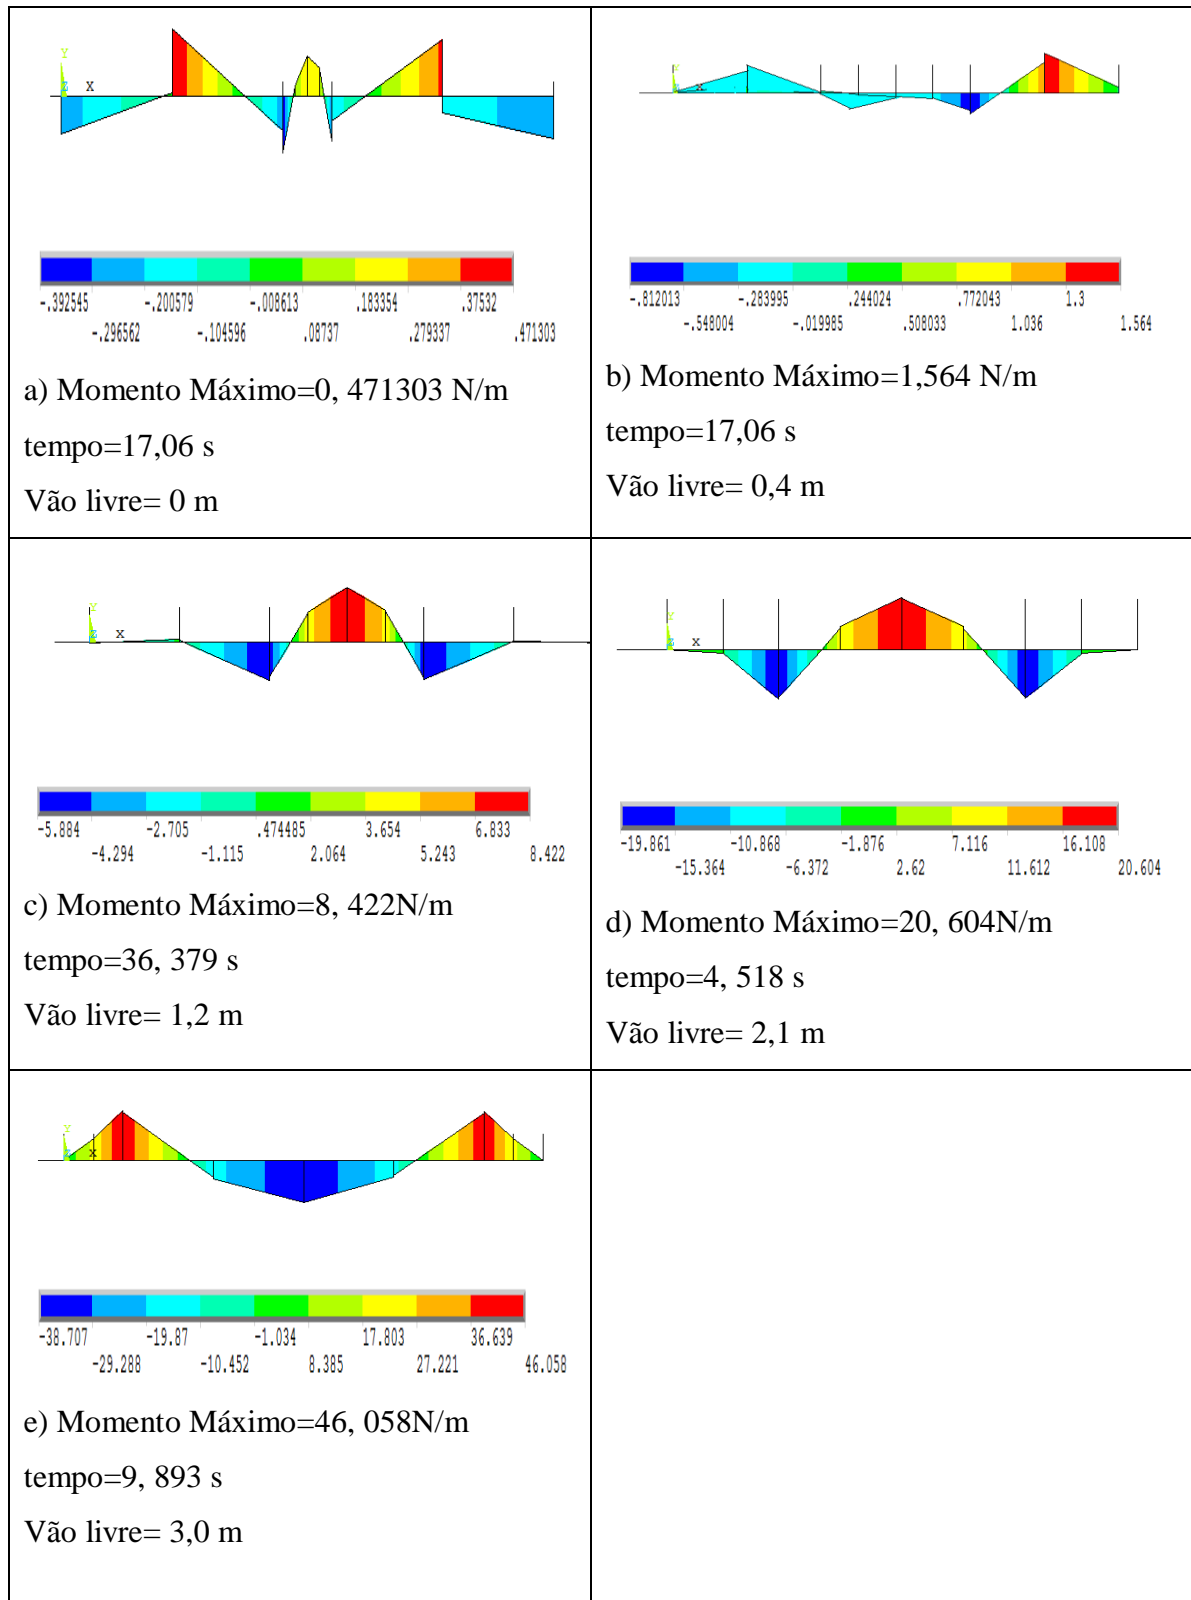 Y
Z X
-.392545 -.200579 -.008613 .183354 .37532
-.296562 -.104596 .08737 .279337 .471303
a) Momento Máximo=0, 471303 N/m
tempo=17,06 s
Vão livre= 0 m
Y
Z X
-.812013 -.283995 .244024 .772043 1.3
-.548004 -.019985 .508033 1.036 1.564
b) Momento Máximo=1,564 N/m
tempo=17,06 s
Vão livre= 0,4 m
Y
Z X
-5.884 -2.705 .474485 3.654 6.833
-4.294 -1.115 2.064 5.243 8.422
c) Momento Máximo=8, 422N/m
tempo=36, 379 s
Vão livre= 1,2 m
Y
Z X
-19.861 -10.868 -1.876 7.116 16.108
-15.364 -6.372 2.62 11.612 20.604
d) Momento Máximo=20, 604N/m
tempo=4, 518 s
Vão livre= 2,1 m
Y
Z X
-38.707 -19.87 -1.034 17.803 36.639
-29.288 -10.452 8.385 27.221 46.058
e) Momento Máximo=46, 058N/m
tempo=9, 893 s
Vão livre= 3,0 m